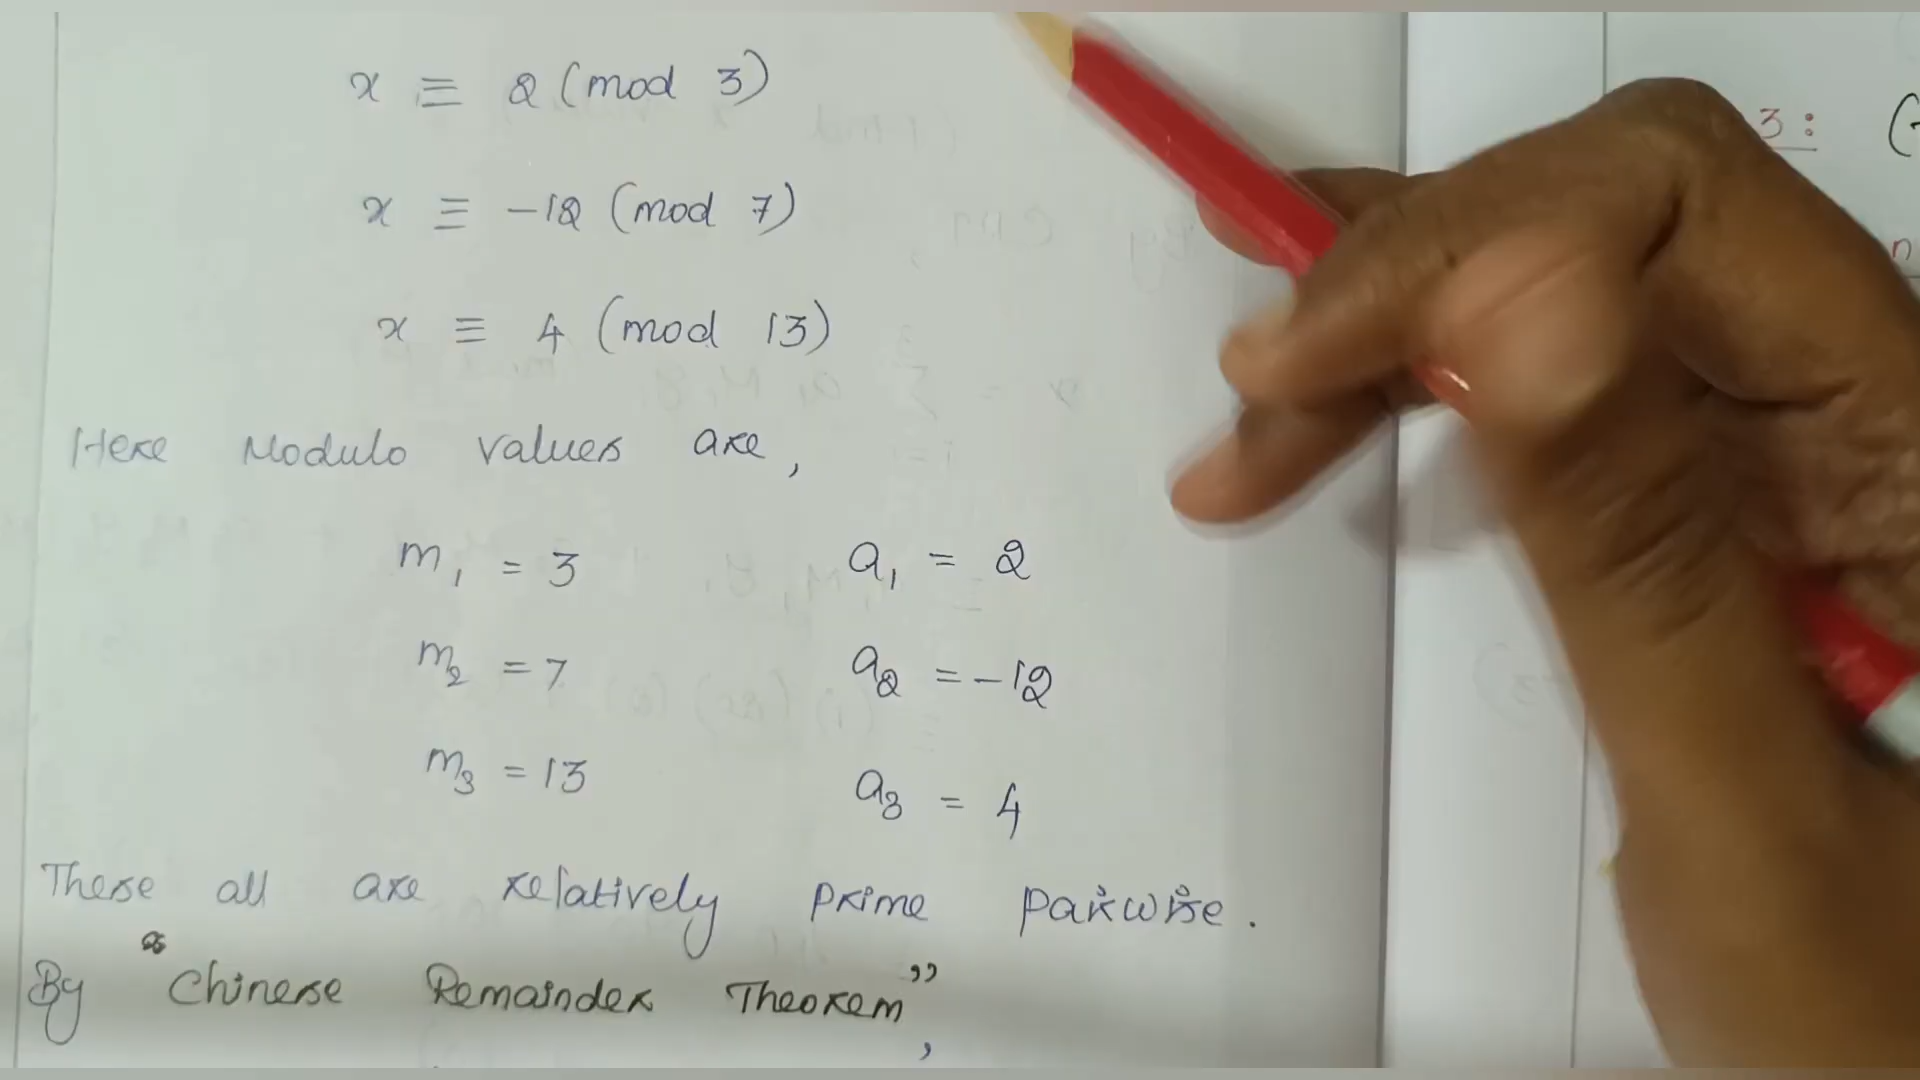 x ≡ 2 (mod 3)
x ≡ -12 (mod 7)
x ≡ 4 (mod 13)
Here Modulo values are,
m₁ = 3 a₁ = 2
m₂ = 7 a₂ = -12
m₃ = 13 a₃ = 4
These all are relatively prime pairwise.
By "Chinese Remainder Theorem",
3: